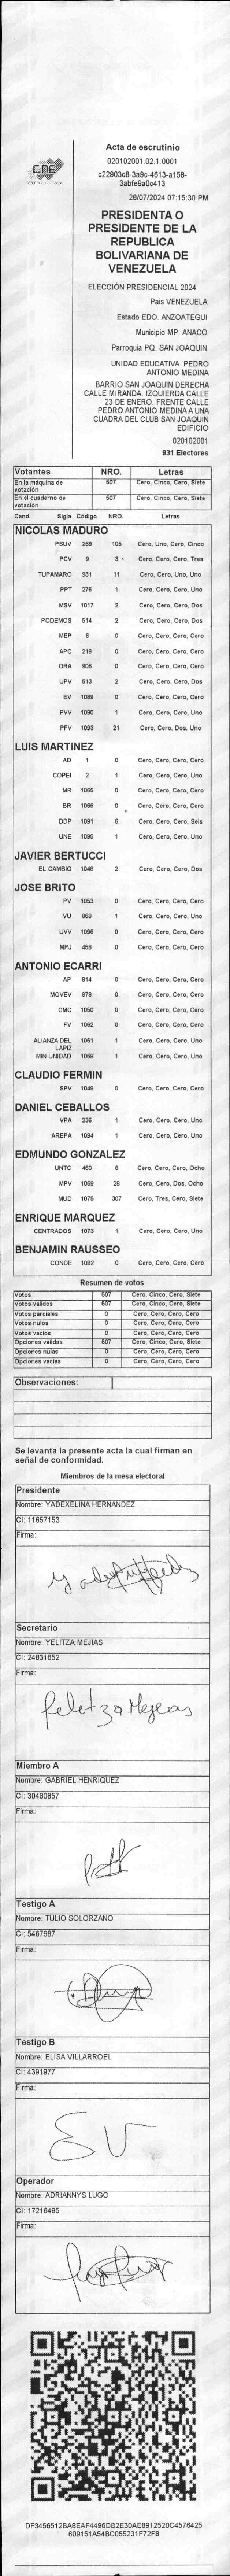 CNE
Acta de escrutinio
020102001.02.1.0001
c22903c8-3a9c-4613-a158-
3abfe9a0c413
28/07/2024 07:15:30 PM
PRESIDENTA O
PRESIDENTE DE LA
REPUBLICA
BOLIVARIANA DE
VENEZUELA
ELECCIÓN PRESIDENCIAL 2024
Pais VENEZUELA
Estado EDO. ANZOATEGUI
Municipio MP. ANACO
Parroquia PQ. SAN JOAQUIN
UNIDAD EDUCATIVA PEDRO
ANTONIO MEDINA
BARRIO SAN JOAQUIN DERECHA
CALLE MIRANDA. IZQUIERDA CALLE
23 DE ENERO. FRENTE CALLE
PEDRO ANTONIO MEDINA A UNA
CUADRA DEL CLUB SAN JOAQUIN
EDIFICIO
020102001
931 Electores
Votantes NRO. Letras
En la máquina de votación 507 Cero, Cinco, Cero, Siete
En el cuaderno de votación 507 Cero, Cinco, Cero, Siete
Cand. Sigla Código NRO. Letras
NICOLAS MADURO
PSUV 269 105 Cero, Uno, Cero, Cinco
PCV 9 3 Cero, Cero, Cero, Tres
TUPAMARO 931 11 Cero, Cero, Uno, Uno
PPT 276 1 Cero, Cero, Cero, Uno
MSV 1017 2 Cero, Cero, Cero, Dos
PODEMOS 514 2 Cero, Cero, Cero, Dos
MEP 6 0 Cero, Cero, Cero, Cero
APC 219 0 Cero, Cero, Cero, Cero
ORA 906 0 Cero, Cero, Cero, Cero
UPV 513 2 Cero, Cero, Cero, Dos
EV 1089 0 Cero, Cero, Cero, Cero
PVV 1090 1 Cero, Cero, Cero, Uno
PFV 1093 21 Cero, Cero, Dos, Uno
LUIS MARTINEZ
AD 1 0 Cero, Cero, Cero, Cero
COPEI 2 1 Cero, Cero, Cero, Uno
MR 1065 0 Cero, Cero, Cero, Cero
BR 1066 0 Cero, Cero, Cero, Cero
DDP 1091 6 Cero, Cero, Cero, Seis
UNE 1095 1 Cero, Cero, Cero, Uno
JAVIER BERTUCCI
EL CAMBIO 1048 2 Cero, Cero, Cero, Dos
JOSE BRITO
PV 1053 0 Cero, Cero, Cero, Cero
VU 868 1 Cero, Cero, Cero, Uno
UVV 1096 0 Cero, Cero, Cero, Cero
MPJ 458 0 Cero, Cero, Cero, Cero
ANTONIO ECARRI
AP 814 0 Cero, Cero, Cero, Cero
MOVEV 878 0 Cero, Cero, Cero, Cero
CMC 1050 0 Cero, Cero, Cero, Cero
FV 1062 0 Cero, Cero, Cero, Cero
ALIANZA DEL LAPIZ 1051 1 Cero, Cero, Cero, Uno
MIN UNIDAD 1068 1 Cero, Cero, Cero, Uno
CLAUDIO FERMIN
SPV 1049 0 Cero, Cero, Cero, Cero
DANIEL CEBALLOS
VPA 236 1 Cero, Cero, Cero, Uno
AREPA 1094 1 Cero, Cero, Cero, Uno
EDMUNDO GONZALEZ
UNTC 460 8 Cero, Cero, Cero, Ocho
MPV 1069 28 Cero, Cero, Dos, Ocho
MUD 1075 307 Cero, Tres, Cero, Siete
ENRIQUE MARQUEZ
CENTRADOS 1073 1 Cero, Cero, Cero, Uno
BENJAMIN RAUSSEO
CONDE 1092 0 Cero, Cero, Cero, Cero
Resumen de votos
Votos 507 Cero, Cinco, Cero, Siete
Votos validos 507 Cero, Cinco, Cero, Siete
Votos parciales 0 Cero, Cero, Cero, Cero
Votos nulos 0 Cero, Cero, Cero, Cero
Votos vacíos 0 Cero, Cero, Cero, Cero
Opciones validas 507 Cero, Cinco, Cero, Siete
Opciones nulas 0 Cero, Cero, Cero, Cero
Opciones vacías 0 Cero, Cero, Cero, Cero
Observaciones:
Se levanta la presente acta la cual firman en
señal de conformidad.
Miembros de la mesa electoral
Presidente
Nombre: YADEXELINA HERNANDEZ
CI: 11657153
Firma:
Secretario
Nombre: YELITZA MEJIAS
CI: 24831652
Firma:
Yelitza Mejias
Miembro A
Nombre: GABRIEL HENRIQUEZ
CI: 30480857
Firma:
Testigo A
Nombre: TULIO SOLORZANO
CI: 5467987
Firma:
Testigo B
Nombre: ELISA VILLARROEL
CI: 4391977
Firma:
EV
Operador
Nombre: ADRIANNYS LUGO
CI: 17216495
Firma:
DF3456512BA8EAF4496DB2E30AE8912520C4576425
609151A54BC055231F72F8